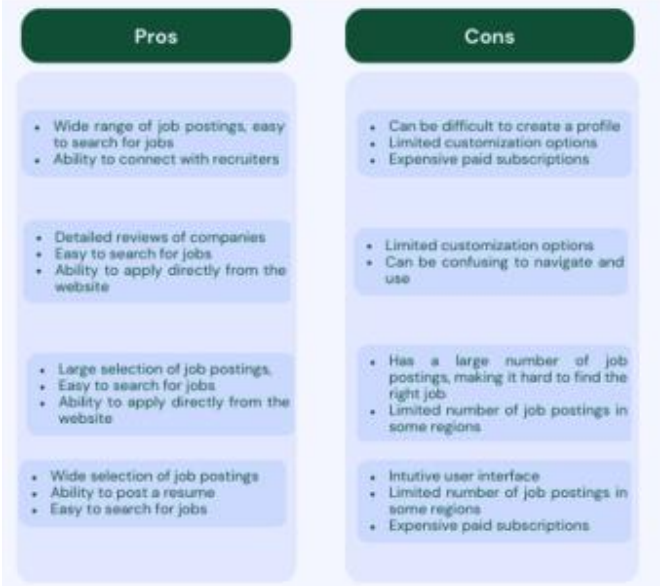 Pros
Cons
• Wide range of job postings, easy
to search for jobs
• Ability to connect with recruiters
• Can be difficult to create a profile
• Limited customization options
• Expensive paid subscriptions
• Detailed reviews of companies
• Easy to search for jobs
• Ability to apply directly from the
website
• Limited customization options
• Can be confusing to navigate and
use
• Large selection of job postings,
• Easy to search for jobs
• Ability to apply directly from the
website
• Has a large number of job
postings, making it hard to find the
right job
• Limited number of job postings in
some regions
• Wide selection of job postings
• Ability to post a resume
• Easy to search for jobs
• Intutive user interface
• Limited number of job postings in
some regions
• Expensive paid subscriptions